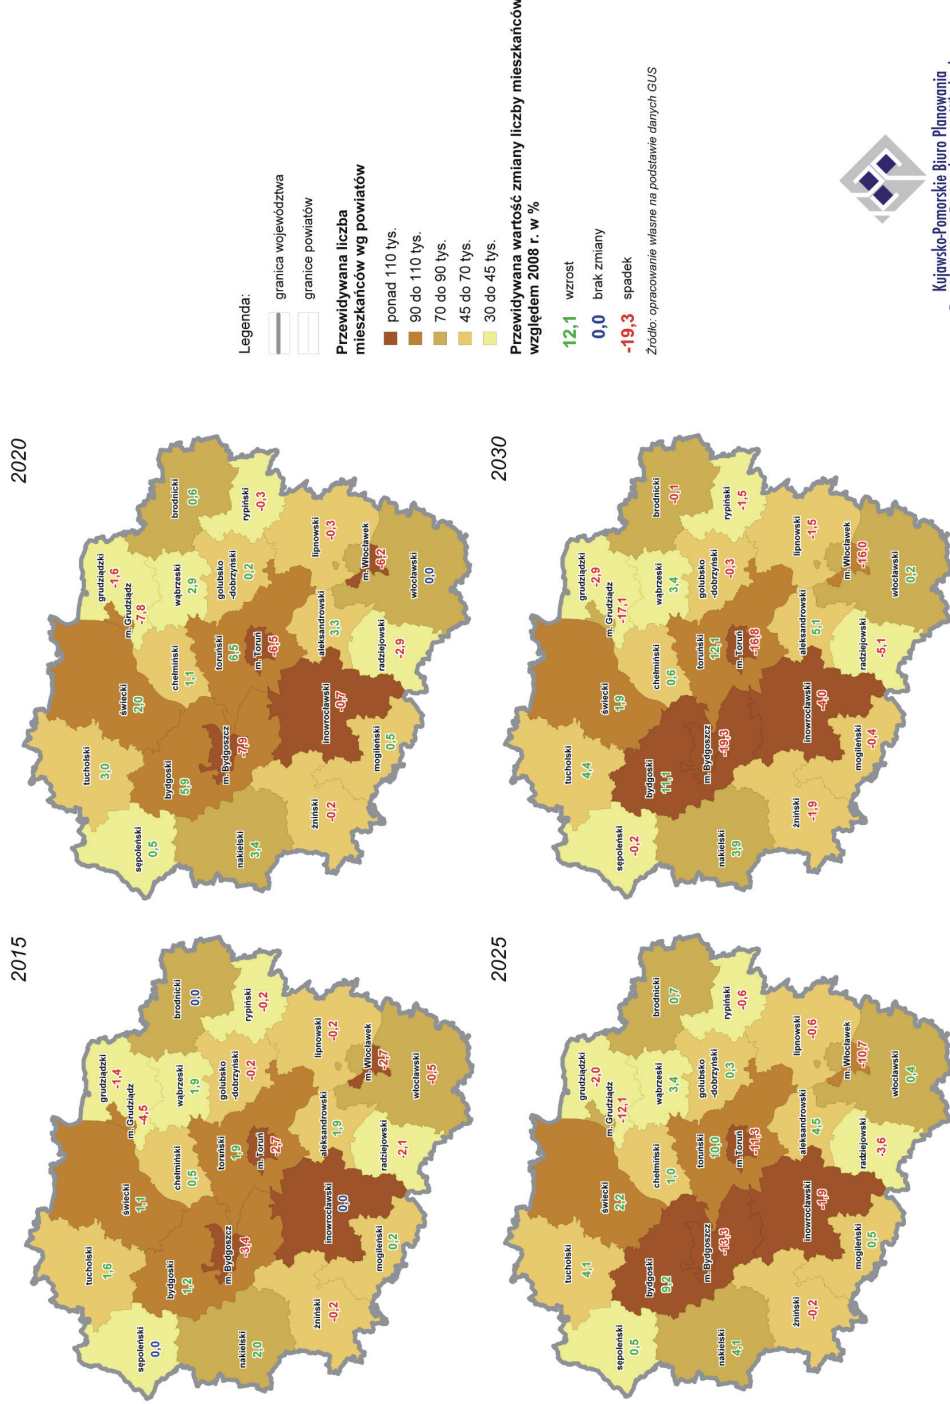 2015
sępoleński
0,0
tucholski
1,6
świecki
1,1
grudziądzki
-1,4
m. Grudziądz
-4,5
brodnicki
0,0
wąbrzeski
1,9
chełmiński
0,5
bydgoski
1,2
nakielski
2,0
m. Bydgoszcz
-3,4
toruński
1,9
m. Toruń
-2,7
golubsko
-dobrzyński
-0,2
rypiński
-0,2
lipnowski
-0,2
aleksandrowski
1,9
inowrocławski
0,0
żniński
-0,2
mogileński
0,2
radziejowski
-2,1
m. Włocławek
-2,7
włocławski
-0,5
2020
sępoleński
0,5
tucholski
3,0
świecki
2,0
grudziądzki
-1,6
m. Grudziądz
-7,8
brodnicki
0,6
wąbrzeski
2,9
chełmiński
1,1
bydgoski
5,9
nakielski
3,4
m. Bydgoszcz
-7,9
toruński
6,5
m. Toruń
-6,5
golubsko
-dobrzyński
0,2
rypiński
-0,3
lipnowski
-0,3
aleksandrowski
3,3
inowrocławski
-0,7
żniński
-0,2
mogileński
0,5
radziejowski
-2,9
m. Włocławek
-6,2
włocławski
0,0
2025
sępoleński
0,5
tucholski
4,1
świecki
2,2
grudziądzki
-2,0
m. Grudziądz
-12,1
brodnicki
0,7
wąbrzeski
3,4
chełmiński
1,0
bydgoski
9,2
nakielski
4,1
m. Bydgoszcz
-13,3
toruński
10,0
m. Toruń
-11,3
golubsko
-dobrzyński
0,3
rypiński
-0,6
lipnowski
-0,6
aleksandrowski
4,5
inowrocławski
-1,9
żniński
-0,2
mogileński
0,5
radziejowski
-3,6
m. Włocławek
-10,7
włocławski
0,4
2030
sępoleński
-0,2
tucholski
4,4
świecki
1,9
grudziądzki
-2,9
m. Grudziądz
-17,1
brodnicki
-0,1
wąbrzeski
3,4
chełmiński
0,6
bydgoski
11,1
nakielski
3,9
m. Bydgoszcz
-19,3
toruński
12,1
m. Toruń
-16,8
golubsko
-dobrzyński
-0,3
rypiński
-1,5
lipnowski
-1,5
aleksandrowski
5,1
inowrocławski
-4,0
żniński
-1,9
mogileński
-0,4
radziejowski
-5,1
m. Włocławek
-16,0
włocławski
0,2
Legenda:
granica województwa
granice powiatów
Przewidywana liczba
mieszkańców wg powiatów
ponad 110 tys.
90 do 110 tys.
70 do 90 tys.
45 do 70 tys.
30 do 45 tys.
Przewidywana wartość zmiany liczby mieszkańców
względem 2008 r. w %
12,1 wzrost
0,0 brak zmiany
-19,3 spadek
Źródło: opracowanie własne na podstawie danych GUS
Kujawsko-Pomorskie Biuro Planowania